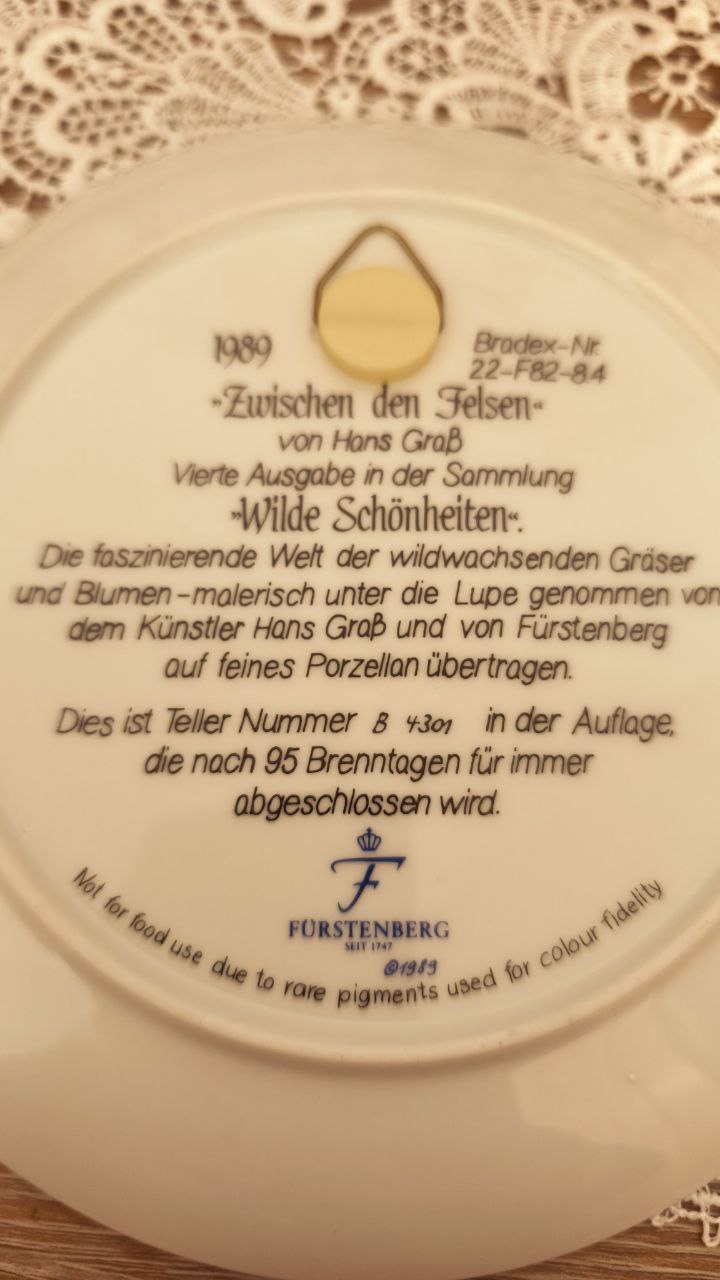 1989
Bradex-Nr.
22-F82-8.4
»Zwischen den Felsen«
von Hans Graß
Vierte Ausgabe in der Sammlung
»Wilde Schönheiten«.
Die faszinierende Welt der wildwachsenden Gräser
und Blumen-malerisch unter die Lupe genommen von
dem Künstler Hans Graß und von Fürstenberg
auf feines Porzellan übertragen.
Dies ist Teller Nummer B 4301 in der Auflage,
die nach 95 Brenntagen für immer
abgeschlossen wird.
F
FÜRSTENBERG
SEIT 1747
©1989
Not for food use due to rare pigments used for colour fidelity